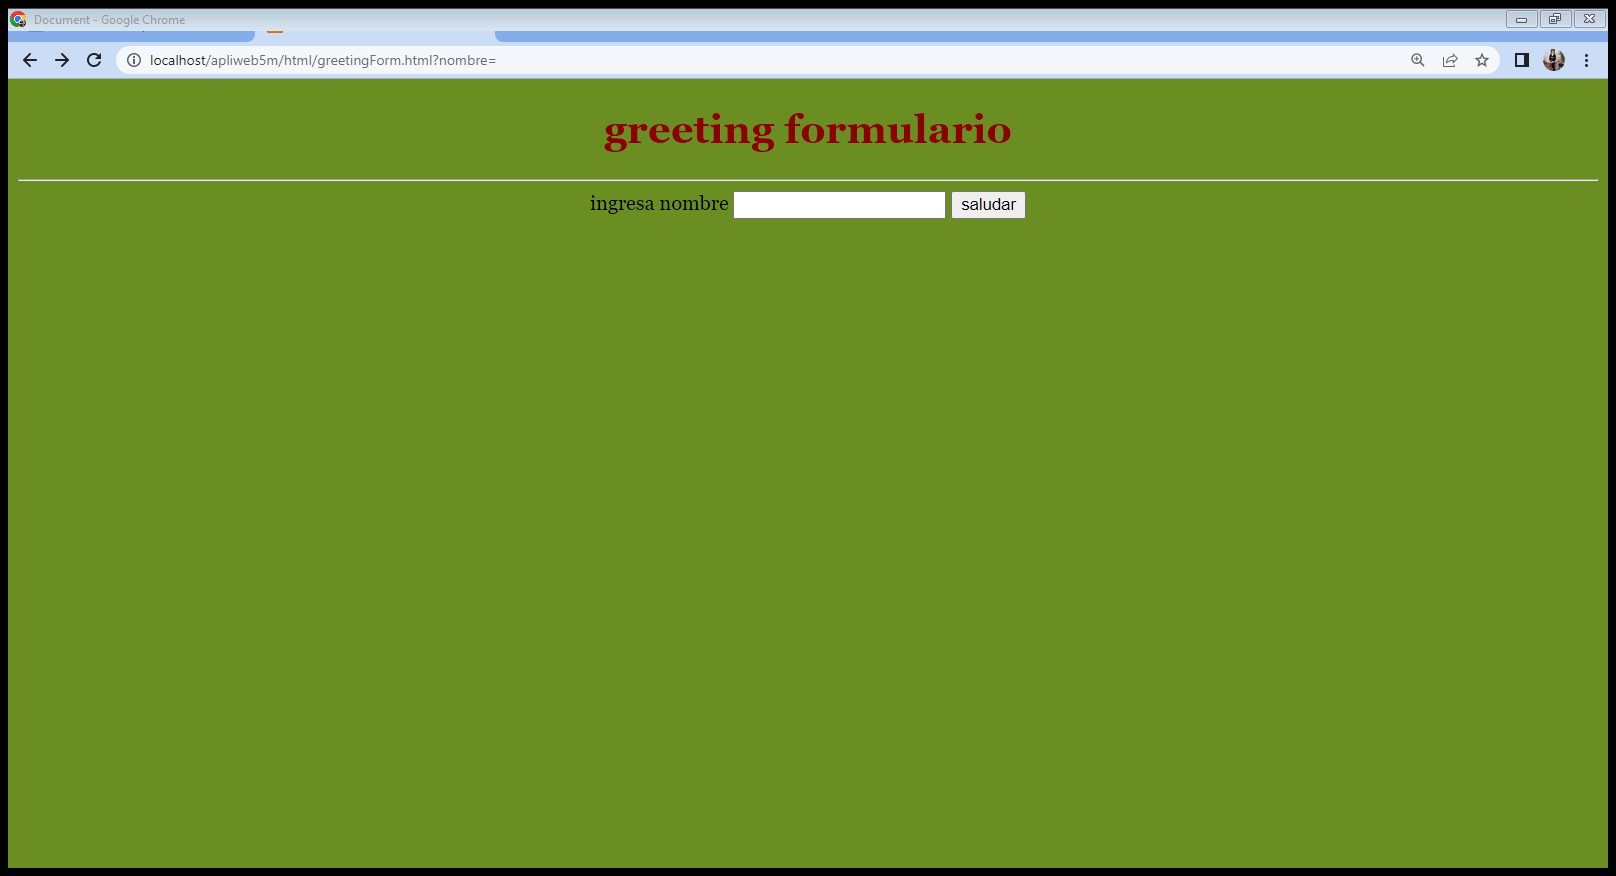 Document - Google Chrome
localhost/apliweb5m/html/greetingForm.html?nombre=
greeting formulario
ingresa nombre saludar